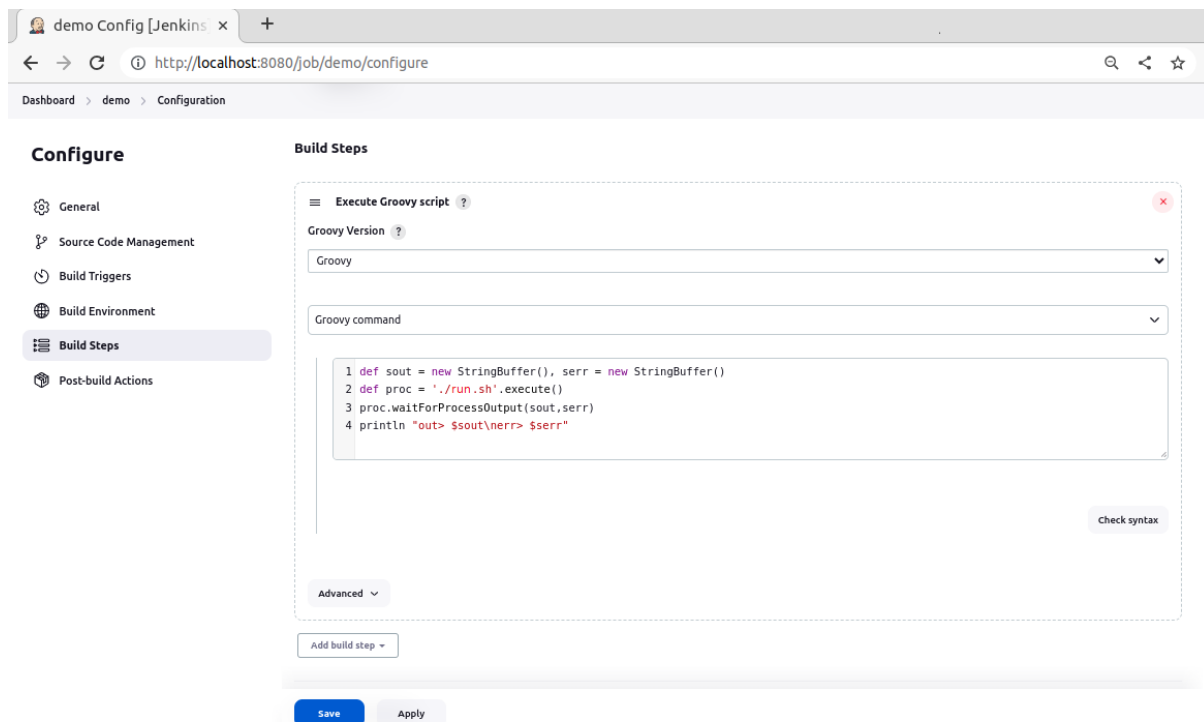 demo Config [Jenkins
http://localhost:8080/job/demo/configure
Dashboard > demo > Configuration
Configure
General
Source Code Management
Build Triggers
Build Environment
Build Steps
Post-build Actions
Build Steps
Execute Groovy script ?
Groovy Version ?
Groovy
Groovy command
1 def sout = new StringBuffer(), serr = new StringBuffer()
2 def proc = './run.sh'.execute()
3 proc.waitForProcessOutput(sout,serr)
4 println "out> $sout\nerr> $serr"
Check syntax
Advanced
Add build step
Save Apply